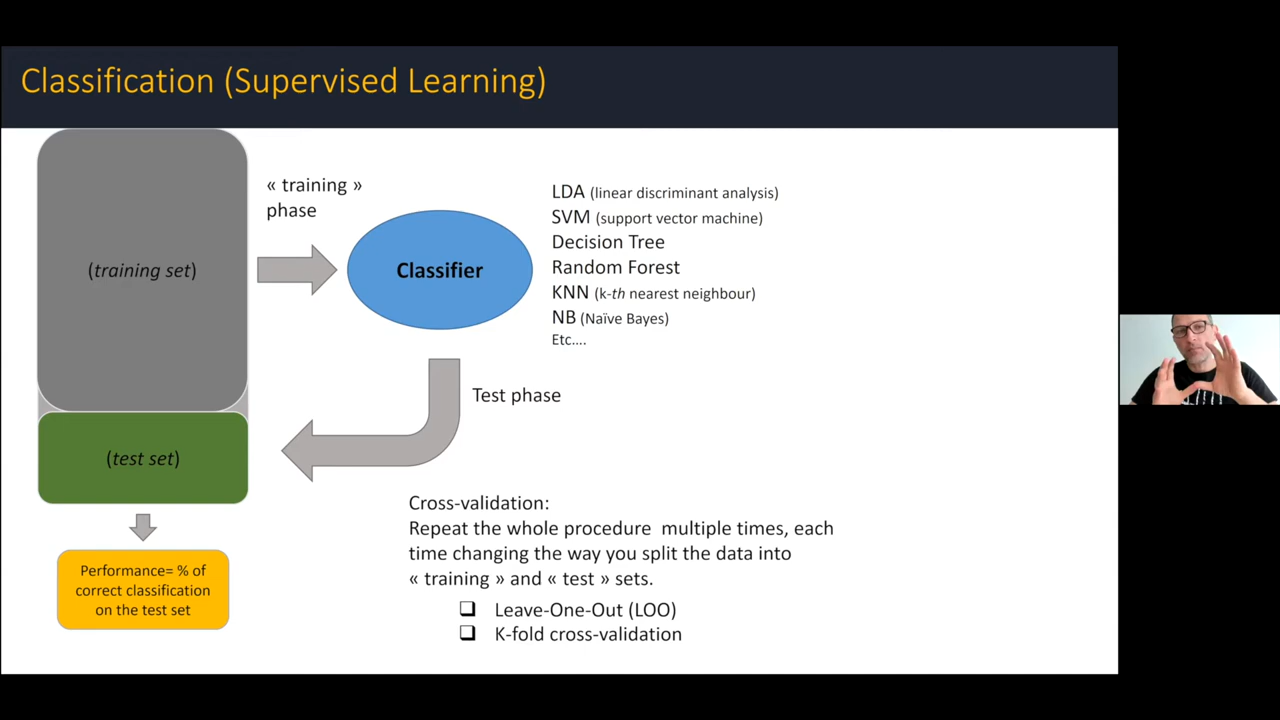 Classification (Supervised Learning)
(training set)
« training »
phase
Classifier
LDA (linear discriminant analysis)
SVM (support vector machine)
Decision Tree
Random Forest
KNN (k-th nearest neighbour)
NB (Naïve Bayes)
Etc....
Test phase
(test set)
Performance= % of
correct classification
on the test set
Cross-validation:
Repeat the whole procedure multiple times, each
time changing the way you split the data into
« training » and « test » sets.
❑ Leave-One-Out (LOO)
❑ K-fold cross-validation